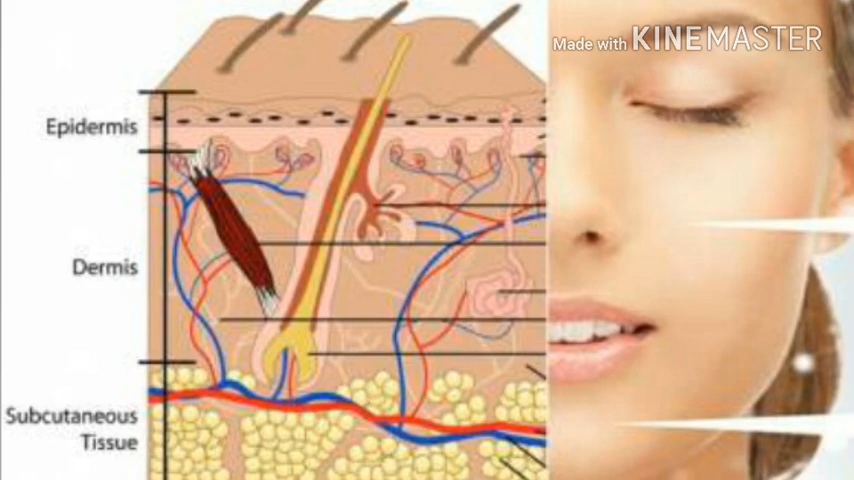 Made with KINEMASTER
Epidermis
Dermis
Subcutaneous
Tissue